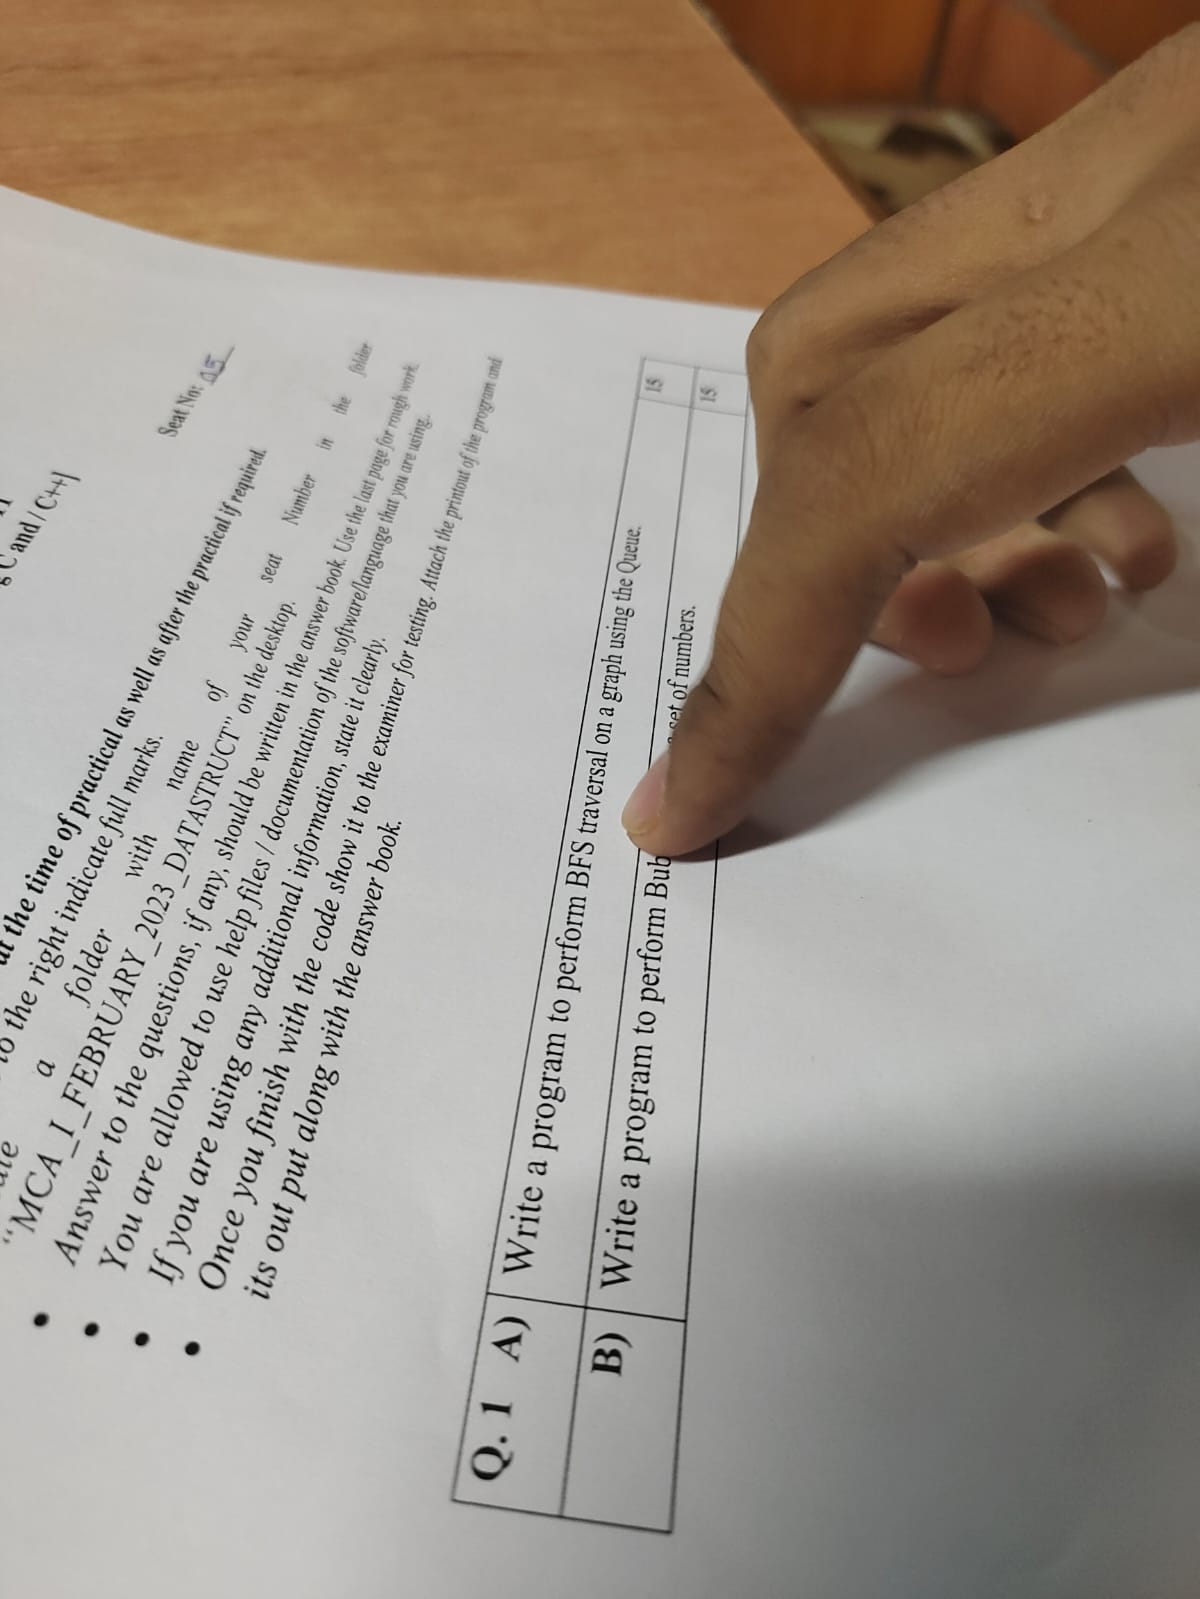 C and / C++]
Seat No: 05
at the time of practical as well as after the practical if required.
to the right indicate full marks.
a folder with name of your seat Number in the folder
“MCA_I_FEBRUARY_2023_DATASTRUCT” on the desktop.
• Answer to the questions, if any, should be written in the answer book. Use the last page for rough work.
• You are allowed to use help files / documentation of the software/language that you are using.
• If you are using any additional information, state it clearly.
• Once you finish with the code show it to the examiner for testing. Attach the printout of the program and
its out put along with the answer book.
Q. 1 A) Write a program to perform BFS traversal on a graph using the Queue. 15
B) Write a program to perform Bub set of numbers. 15